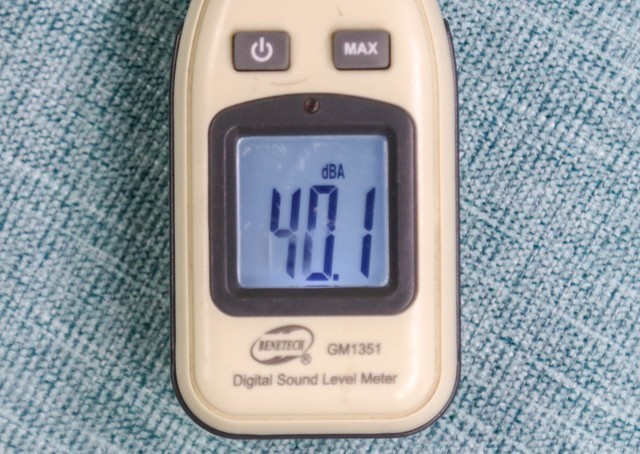 MAX
dBA
40.1
BENETECH®
GM1351
Digital Sound Level Meter